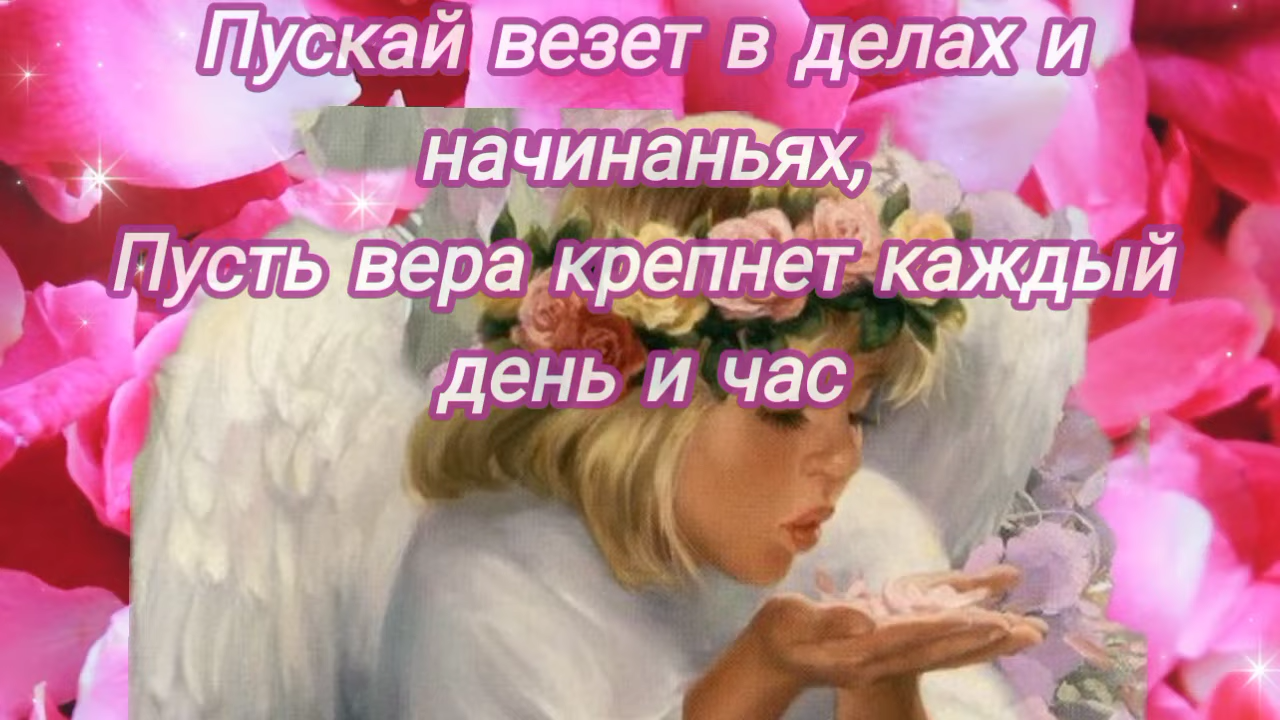 Пускай везет в делах и
начинаньях,
Пусть вера крепнет каждый
день и час